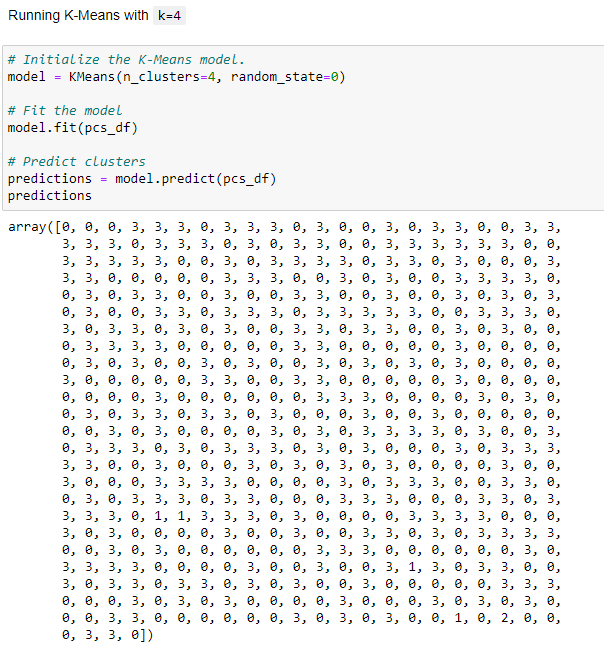 Running K-Means with k=4
# Initialize the K-Means model.
model = KMeans(n_clusters=4, random_state=0)
# Fit the model
model.fit(pcs_df)
# Predict clusters
predictions = model.predict(pcs_df)
predictions
array([0, 0, 0, 3, 3, 3, 0, 3, 3, 3, 0, 3, 0, 0, 3, 0, 3, 3, 0, 0, 3, 3,
3, 3, 3, 0, 3, 3, 3, 0, 3, 0, 3, 3, 0, 3, 3, 3, 3, 3, 0, 0,
3, 3, 3, 3, 3, 0, 0, 3, 0, 3, 3, 3, 3, 0, 3, 3, 0, 3, 0, 0, 0, 3,
3, 3, 0, 0, 0, 0, 0, 3, 3, 3, 0, 0, 3, 0, 3, 0, 0, 3, 3, 3, 3, 0,
0, 3, 0, 3, 3, 0, 0, 3, 0, 0, 3, 3, 0, 0, 3, 0, 0, 3, 0, 3, 0, 3,
0, 3, 0, 0, 3, 3, 0, 3, 3, 3, 0, 3, 3, 3, 3, 3, 0, 0, 3, 3, 3, 0,
3, 0, 3, 3, 0, 3, 0, 3, 0, 0, 3, 3, 0, 3, 3, 0, 0, 3, 0, 3, 0, 0,
0, 3, 3, 3, 3, 0, 0, 0, 0, 0, 3, 3, 0, 0, 0, 0, 0, 3, 0, 0, 0, 0,
0, 3, 0, 3, 0, 0, 3, 0, 3, 0, 0, 3, 0, 3, 0, 3, 0, 3, 0, 0, 0, 0,
3, 0, 0, 0, 0, 0, 3, 3, 0, 0, 3, 3, 0, 0, 0, 0, 0, 3, 0, 0, 0, 0,
0, 0, 0, 0, 3, 0, 0, 0, 0, 0, 0, 3, 3, 3, 0, 0, 0, 0, 3, 0, 3, 0,
0, 3, 0, 3, 3, 0, 3, 3, 0, 3, 0, 0, 0, 3, 0, 0, 3, 0, 0, 0, 0, 0,
0, 0, 3, 0, 3, 0, 0, 0, 0, 3, 0, 3, 0, 3, 3, 3, 3, 0, 3, 0, 0, 3,
0, 3, 3, 3, 0, 3, 0, 3, 3, 3, 0, 3, 0, 3, 0, 0, 0, 3, 0, 3, 3, 3,
3, 3, 0, 0, 3, 0, 0, 0, 3, 0, 3, 0, 3, 0, 3, 0, 0, 0, 0, 3, 0, 0,
3, 0, 0, 0, 3, 3, 3, 3, 0, 0, 0, 0, 3, 0, 3, 3, 3, 0, 0, 3, 3, 0,
0, 3, 0, 3, 3, 3, 0, 3, 3, 0, 0, 0, 3, 3, 3, 0, 0, 0, 3, 3, 0, 3,
3, 3, 3, 0, 1, 1, 3, 3, 3, 0, 3, 0, 0, 0, 0, 3, 3, 3, 3, 0, 0, 0,
3, 0, 3, 0, 0, 0, 0, 3, 0, 0, 3, 0, 0, 3, 3, 0, 3, 0, 3, 3, 3, 3,
0, 0, 3, 0, 3, 0, 0, 0, 0, 0, 0, 3, 3, 3, 0, 0, 0, 0, 0, 0, 3, 0,
3, 3, 3, 3, 0, 0, 0, 0, 3, 0, 0, 3, 0, 0, 3, 1, 3, 0, 3, 3, 0, 0,
3, 0, 3, 3, 0, 3, 3, 0, 3, 0, 3, 0, 0, 3, 0, 0, 0, 0, 0, 3, 3, 3,
0, 0, 0, 3, 0, 3, 0, 3, 0, 0, 0, 0, 3, 0, 0, 0, 3, 0, 3, 0, 3, 0,
0, 0, 3, 3, 0, 0, 0, 0, 0, 0, 3, 0, 3, 0, 3, 0, 0, 1, 0, 2, 0, 0,
0, 3, 3, 0])